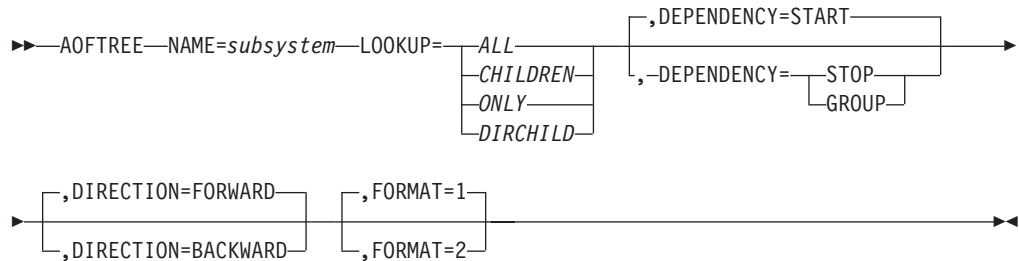 ,DEPENDENCY=START
AOFTREE NAME=subsystem LOOKUP= ALL
CHILDREN , DEPENDENCY= STOP
ONLY GROUP
DIRCHILD
,DIRECTION=FORWARD ,FORMAT=1
,DIRECTION=BACKWARD ,FORMAT=2